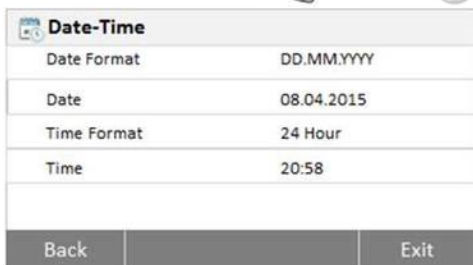 Date-Time
Date Format DD.MM.YYYY
Date 08.04.2015
Time Format 24 Hour
Time 20:58
Back Exit